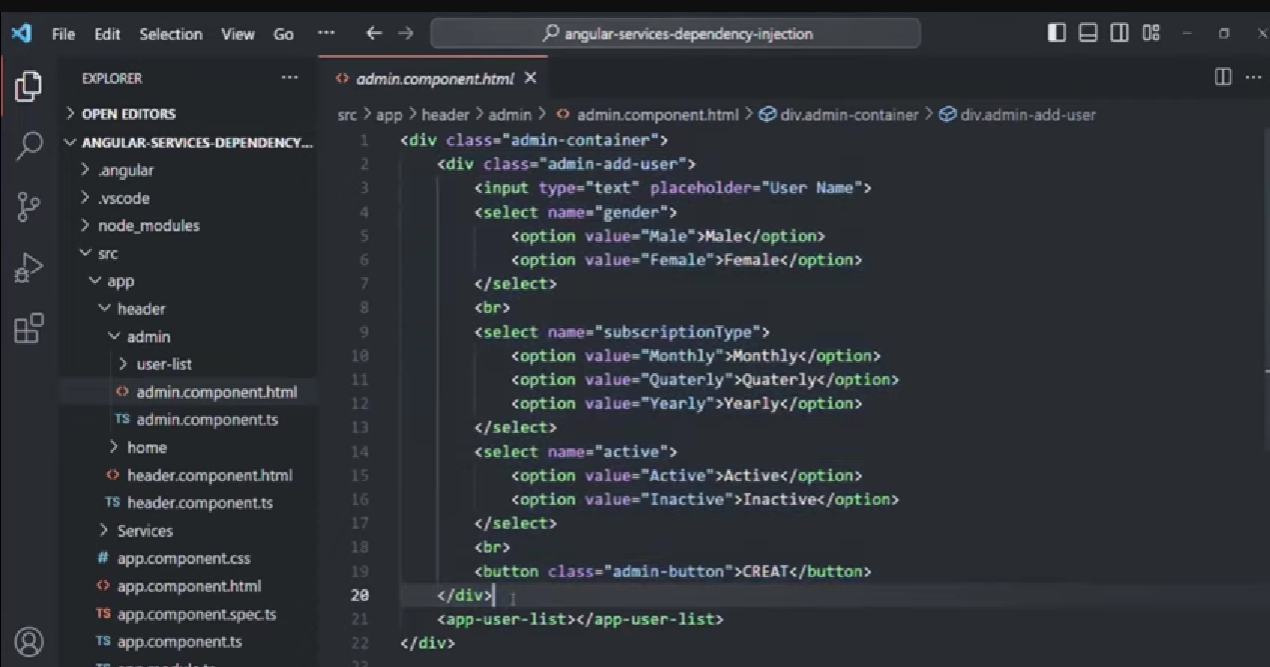 File Edit Selection View Go ··· angular-services-dependency-injection
EXPLORER ···
OPEN EDITORS
ANGULAR-SERVICES-DEPENDENCY...
.angular
.vscode
node_modules
src
app
header
admin
user-list
admin.component.html
TS admin.component.ts
home
header.component.html
TS header.component.ts
Services
# app.component.css
app.component.html
TS app.component.spec.ts
TS app.component.ts
TS app.module.ts
admin.component.html
src > app > header > admin > admin.component.html > div.admin-container > div.admin-add-user
1 <div class="admin-container">
2 <div class="admin-add-user">
3 <input type="text" placeholder="User Name">
4 <select name="gender">
5 <option value="Male">Male</option>
6 <option value="Female">Female</option>
7 </select>
8 <br>
9 <select name="subscriptionType">
10 <option value="Monthly">Monthly</option>
11 <option value="Quaterly">Quaterly</option>
12 <option value="Yearly">Yearly</option>
13 </select>
14 <select name="active">
15 <option value="Active">Active</option>
16 <option value="Inactive">Inactive</option>
17 </select>
18 <br>
19 <button class="admin-button">CREAT</button>
20 </div>
21 <app-user-list></app-user-list>
22 </div>
23